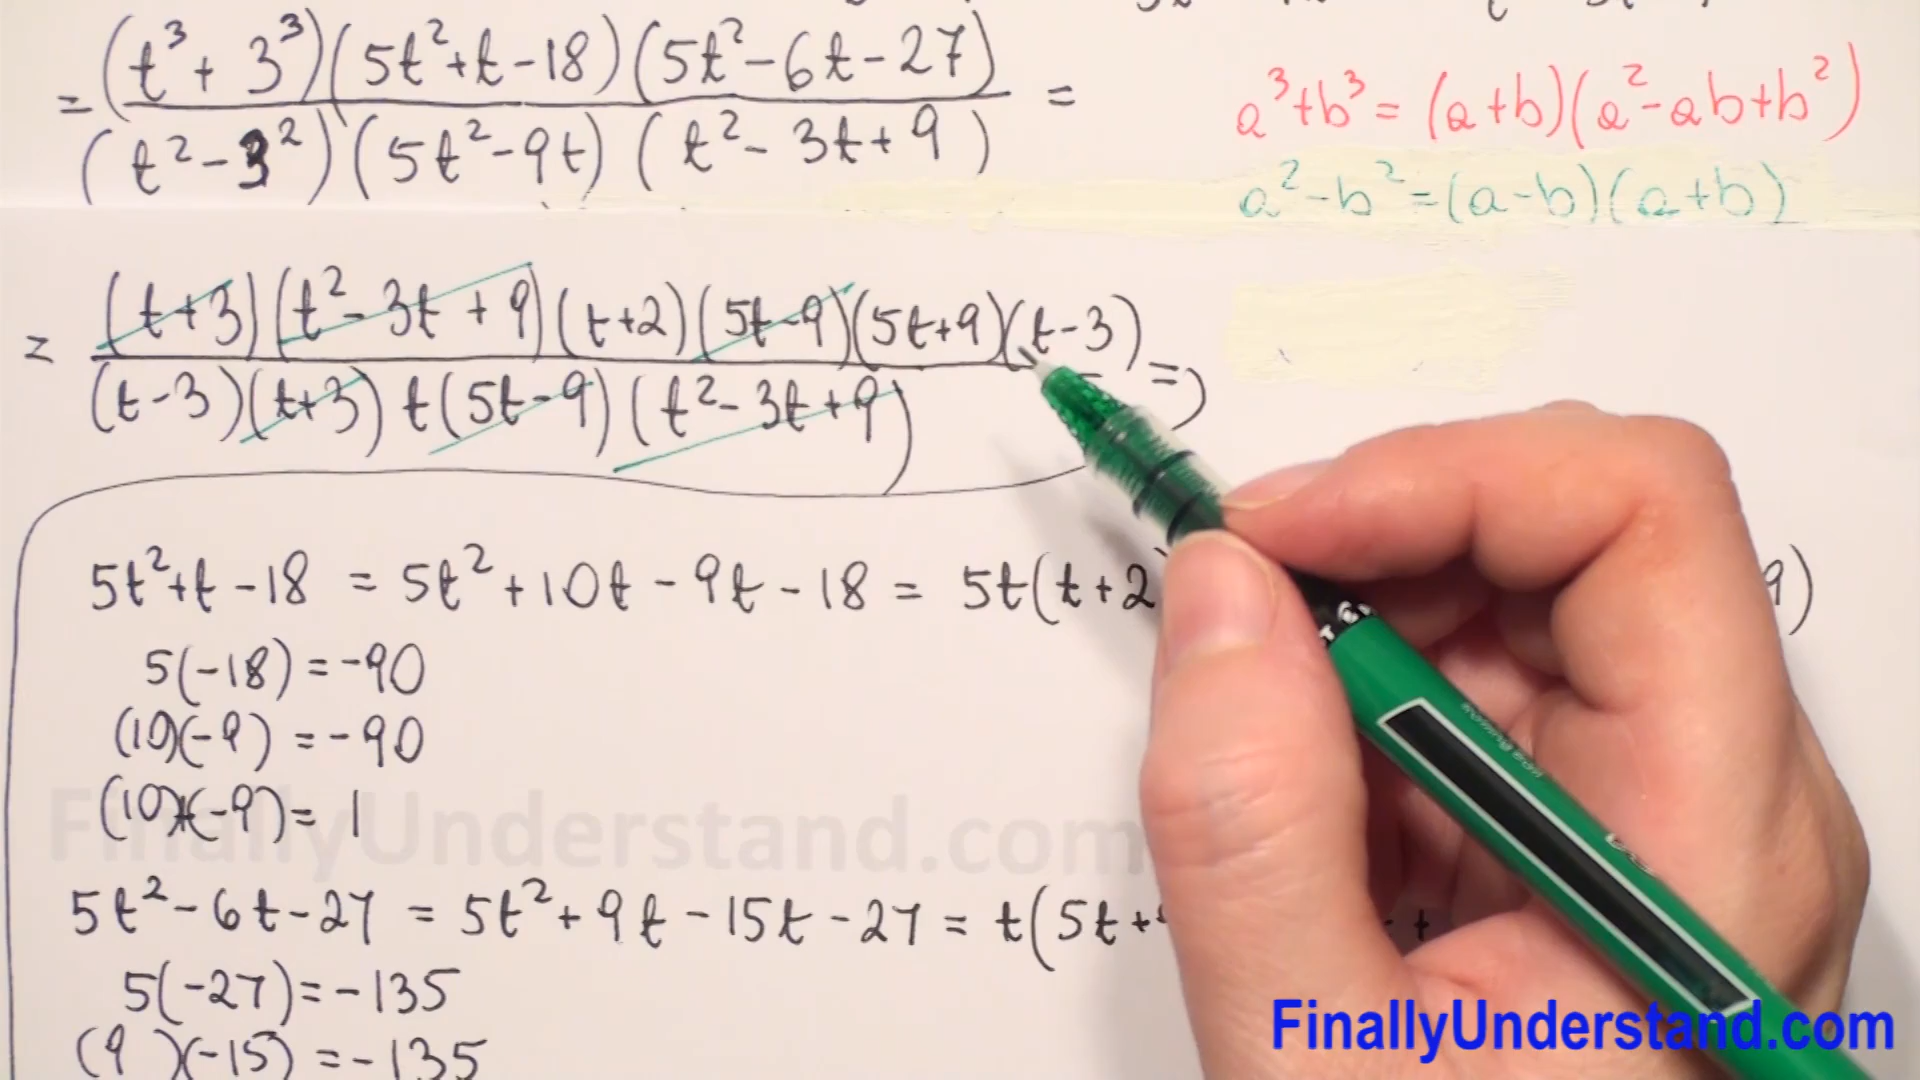 = (t³ + 3³)(5t² + t - 18)(5t² - 6t - 27) / (t² - 3²)(5t² - 9t)(t² - 3t + 9) =
a³ + b³ = (a + b)(a² - ab + b²)
a² - b² = (a - b)(a + b)
= (t+3)(t² - 3t + 9)(t+2)(5t-9)(5t+9)(t-3) / (t-3)(t+3) t(5t-9)(t² - 3t + 9) =
5t² + t - 18 = 5t² + 10t - 9t - 18 = 5t(t+2) 9)
5(-18) = -90
(10)(-9) = -90
(10)+(-9) = 1
FinallyUnderstand.com
5t² - 6t - 27 = 5t² + 9t - 15t - 27 = t(5t+
5(-27) = -135
(9)(-15) = -135
FinallyUnderstand.com